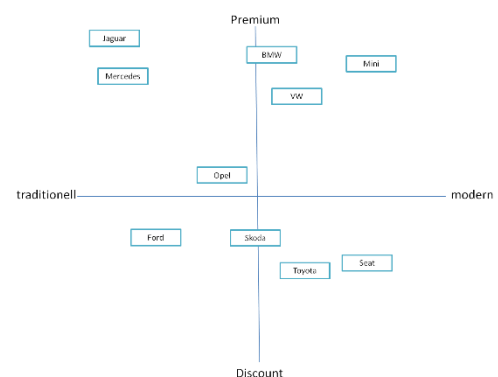 Premium
Jaguar
BMW
Mini
Mercedes
VW
Opel
traditionell
modern
Ford
Skoda
Seat
Toyota
Discount